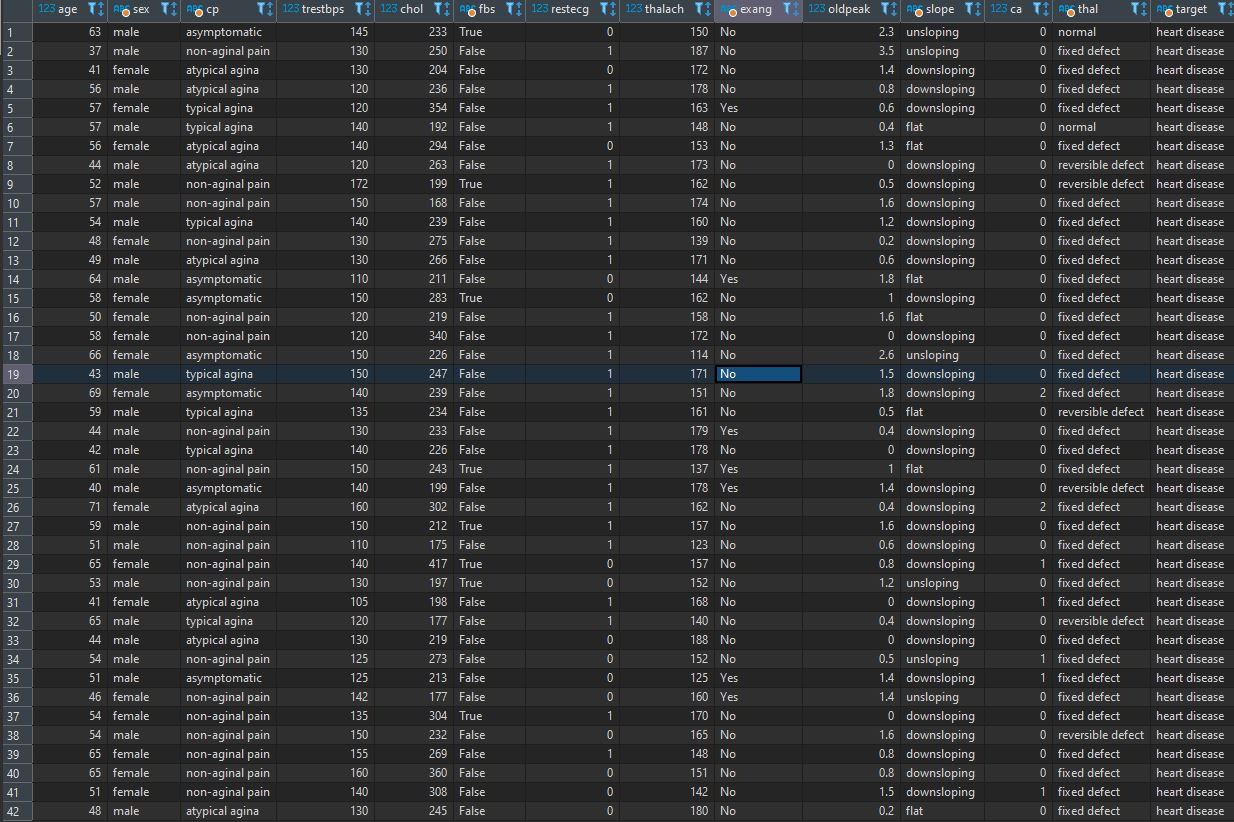 123 age ABC sex ABC cp 123 trestbps 123 chol ABC fbs 123 restecg 123 thalach ABC exang 123 oldpeak ABC slope 123 ca ABC thal ABC target
1 63 male asymptomatic 145 233 True 0 150 No 2.3 unsloping 0 normal heart disease
2 37 male non-aginal pain 130 250 False 1 187 No 3.5 unsloping 0 fixed defect heart disease
3 41 female atypical agina 130 204 False 0 172 No 1.4 downsloping 0 fixed defect heart disease
4 56 male atypical agina 120 236 False 1 178 No 0.8 downsloping 0 fixed defect heart disease
5 57 female typical agina 120 354 False 1 163 Yes 0.6 downsloping 0 fixed defect heart disease
6 57 male typical agina 140 192 False 1 148 No 0.4 flat 0 normal heart disease
7 56 female atypical agina 140 294 False 0 153 No 1.3 flat 0 fixed defect heart disease
8 44 male atypical agina 120 263 False 1 173 No 0 downsloping 0 reversible defect heart disease
9 52 male non-aginal pain 172 199 True 1 162 No 0.5 downsloping 0 reversible defect heart disease
10 57 male non-aginal pain 150 168 False 1 174 No 1.6 downsloping 0 fixed defect heart disease
11 54 male typical agina 140 239 False 1 160 No 1.2 downsloping 0 fixed defect heart disease
12 48 female non-aginal pain 130 275 False 1 139 No 0.2 downsloping 0 fixed defect heart disease
13 49 male atypical agina 130 266 False 1 171 No 0.6 downsloping 0 fixed defect heart disease
14 64 male asymptomatic 110 211 False 0 144 Yes 1.8 flat 0 fixed defect heart disease
15 58 female asymptomatic 150 283 True 0 162 No 1 downsloping 0 fixed defect heart disease
16 50 female non-aginal pain 120 219 False 1 158 No 1.6 flat 0 fixed defect heart disease
17 58 female non-aginal pain 120 340 False 1 172 No 0 downsloping 0 fixed defect heart disease
18 66 female asymptomatic 150 226 False 1 114 No 2.6 unsloping 0 fixed defect heart disease
19 43 male typical agina 150 247 False 1 171 No 1.5 downsloping 0 fixed defect heart disease
20 69 female asymptomatic 140 239 False 1 151 No 1.8 downsloping 2 fixed defect heart disease
21 59 male typical agina 135 234 False 1 161 No 0.5 flat 0 reversible defect heart disease
22 44 male non-aginal pain 130 233 False 1 179 Yes 0.4 downsloping 0 fixed defect heart disease
23 42 male typical agina 140 226 False 1 178 No 0 downsloping 0 fixed defect heart disease
24 61 male non-aginal pain 150 243 True 1 137 Yes 1 flat 0 fixed defect heart disease
25 40 male asymptomatic 140 199 False 1 178 Yes 1.4 downsloping 0 reversible defect heart disease
26 71 female atypical agina 160 302 False 1 162 No 0.4 downsloping 2 fixed defect heart disease
27 59 male non-aginal pain 150 212 True 1 157 No 1.6 downsloping 0 fixed defect heart disease
28 51 male non-aginal pain 110 175 False 1 123 No 0.6 downsloping 0 fixed defect heart disease
29 65 female non-aginal pain 140 417 True 0 157 No 0.8 downsloping 1 fixed defect heart disease
30 53 male non-aginal pain 130 197 True 0 152 No 1.2 unsloping 0 fixed defect heart disease
31 41 female atypical agina 105 198 False 1 168 No 0 downsloping 1 fixed defect heart disease
32 65 male typical agina 120 177 False 1 140 No 0.4 downsloping 0 reversible defect heart disease
33 44 male atypical agina 130 219 False 0 188 No 0 downsloping 0 fixed defect heart disease
34 54 male non-aginal pain 125 273 False 0 152 No 0.5 unsloping 1 fixed defect heart disease
35 51 male asymptomatic 125 213 False 0 125 Yes 1.4 downsloping 1 fixed defect heart disease
36 46 female non-aginal pain 142 177 False 0 160 Yes 1.4 unsloping 0 fixed defect heart disease
37 54 female non-aginal pain 135 304 True 1 170 No 0 downsloping 0 fixed defect heart disease
38 54 male non-aginal pain 150 232 False 0 165 No 1.6 downsloping 0 reversible defect heart disease
39 65 female non-aginal pain 155 269 False 1 148 No 0.8 downsloping 0 fixed defect heart disease
40 65 female non-aginal pain 160 360 False 0 151 No 0.8 downsloping 0 fixed defect heart disease
41 51 female non-aginal pain 140 308 False 0 142 No 1.5 downsloping 1 fixed defect heart disease
42 48 male atypical agina 130 245 False 0 180 No 0.2 flat 0 fixed defect heart disease